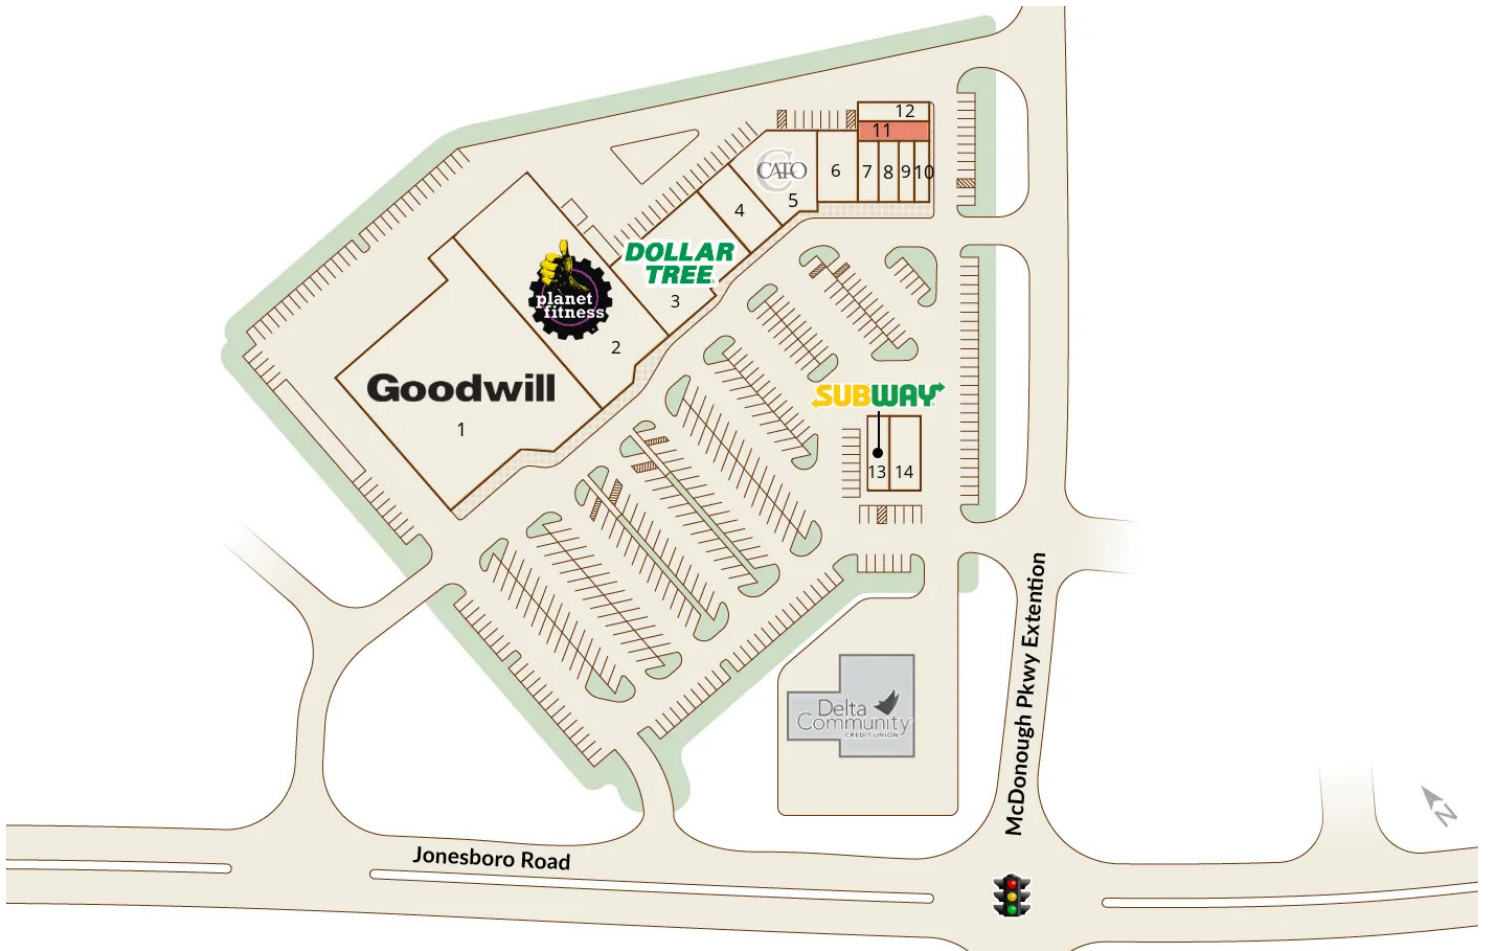 12
11
CATO
6
7
8
9
10
5
4
DOLLAR
TREE
3
planet
fitness
2
Goodwill
1
SUBWAY
13
14
Delta
Community
CREDIT UNION
McDonough Pkwy Extention
N
Jonesboro Road